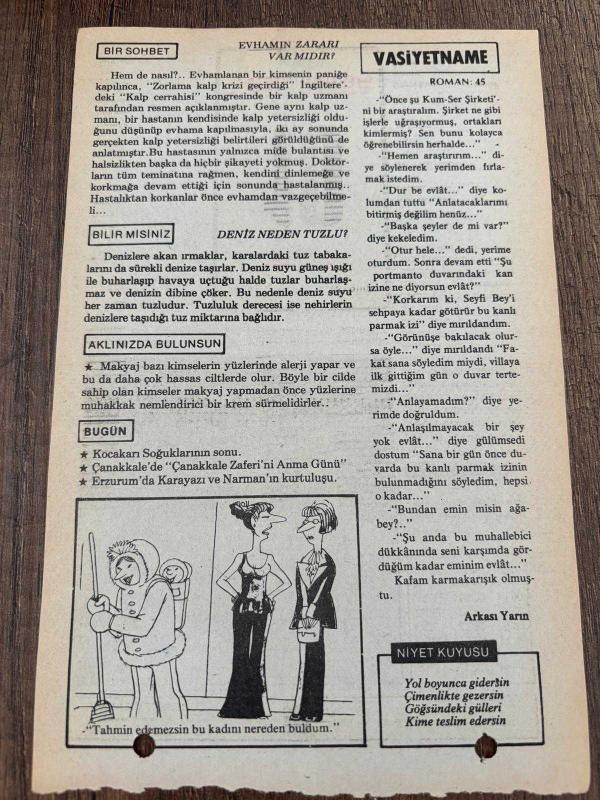 BİR SOHBET
EVHAMIN ZARARI
VAR MIDIR?
Hem de nasıl?.. Evhamlanan bir kimsenin paniğe
kapılınca, "Zorlama kalp krizi geçirdiği" İngiltere'-
deki "Kalp cerrahisi" kongresinde bir kalp uzmanı
tarafından resmen açıklanmıştır. Gene aynı kalp uz-
manı, bir hastanın kendisinde kalp yetersizliği oldu-
ğunu düşünüp evhama kapılmasıyla, iki ay sonunda
gerçekten kalp yetersizliği belirtileri görüldüğünü de
anlatmıştır.Bu hastasının yalnızca mide bulantısı ve
halsizlikten başka da hiçbir şikayeti yokmuş. Doktor-
ların tüm teminatına rağmen, kendini dinlemeğe ve
korkmağa devam ettiği için sonunda hastalanmış..
Hastalıktan korkanlar önce evhamdan vazgeçebilme-
li...
BİLİR MİSİNİZ
DENİZ NEDEN TUZLU?
Denizlere akan ırmaklar, karalardaki tuz tabaka-
larını da sürekli denize taşırlar. Deniz suyu güneş ışığı
ile buharlaşıp havaya uçtuğu halde tuzlar buharlaş-
maz ve denizin dibine çöker. Bu nedenle deniz suyu
her zaman tuzludur. Tuzluluk derecesi ise nehirlerin
denizlere taşıdığı tuz miktarına bağlıdır.
AKLINIZDA BULUNSUN
★ Makyaj bazı kimselerin yüzlerinde alerji yapar ve
bu da daha çok hassas ciltlerde olur. Böyle bir cilde
sahip olan kimseler makyaj yapmadan önce yüzlerine
muhakkak nemlendirici bir krem sürmelidirler..
BUGÜN
★ Kocakarı Soğuklarının sonu.
★ Çanakkale'de "Çanakkale Zaferi'ni Anma Günü"
★ Erzurum'da Karayazı ve Narman'ın kurtuluşu.
-"Tahmin edemezsin bu kadını nereden buldum."
VASİYETNAME
ROMAN: 45
-"Önce şu Kum-Ser Şirketi'-
ni bir araştıralım. Şirket ne gibi
işlerle uğraşıyormuş, ortakları
kimlermiş? Sen bunu kolayca
öğrenebilirsin herhalde..."
-"Hemen araştırırım..." di-
ye söylenerek yerimden fırla-
mak istedim.
-"Dur be evlât..." diye ko-
lumdan tuttu "Anlatacaklarımı
bitirmiş değilim henüz..."
-"Başka şeyler de mi var?"
diye kekeledim.
-"Otur hele..." dedi, yerime
oturdum. Sonra devam etti "Şu
portmanto duvarındaki kan
izine ne diyorsun evlât?"
-"Korkarım ki, Seyfi Bey'i
sehpaya kadar götürür bu kanlı
parmak izi" diye mırıldandım.
-"Görünüşe bakılacak olur-
sa öyle..." diye mırıldandı "Fa-
kat sana söyledim miydi, villaya
ilk gittiğim gün o duvar terte-
mizdi..."
-"Anlayamadım?" diye ye-
rimde doğruldum.
-"Anlaşılmayacak bir şey
yok evlât..." diye gülümsedi
dostum "Sana bir gün önce du-
varda bu kanlı parmak izinin
bulunmadığını söyledim, hepsi
o kadar..."
-"Bundan emin misin ağa-
bey?.."
-"Şu anda bu muhallebici
dükkânında seni karşımda gör-
düğüm kadar eminim evlât..."
Kafam karmakarışık olmuş-
tu.
Arkası Yarın
NİYET KUYUSU
Yol boyunca gidersin
Çimenlikte gezersin
Göğsündeki gülleri
Kime teslim edersin